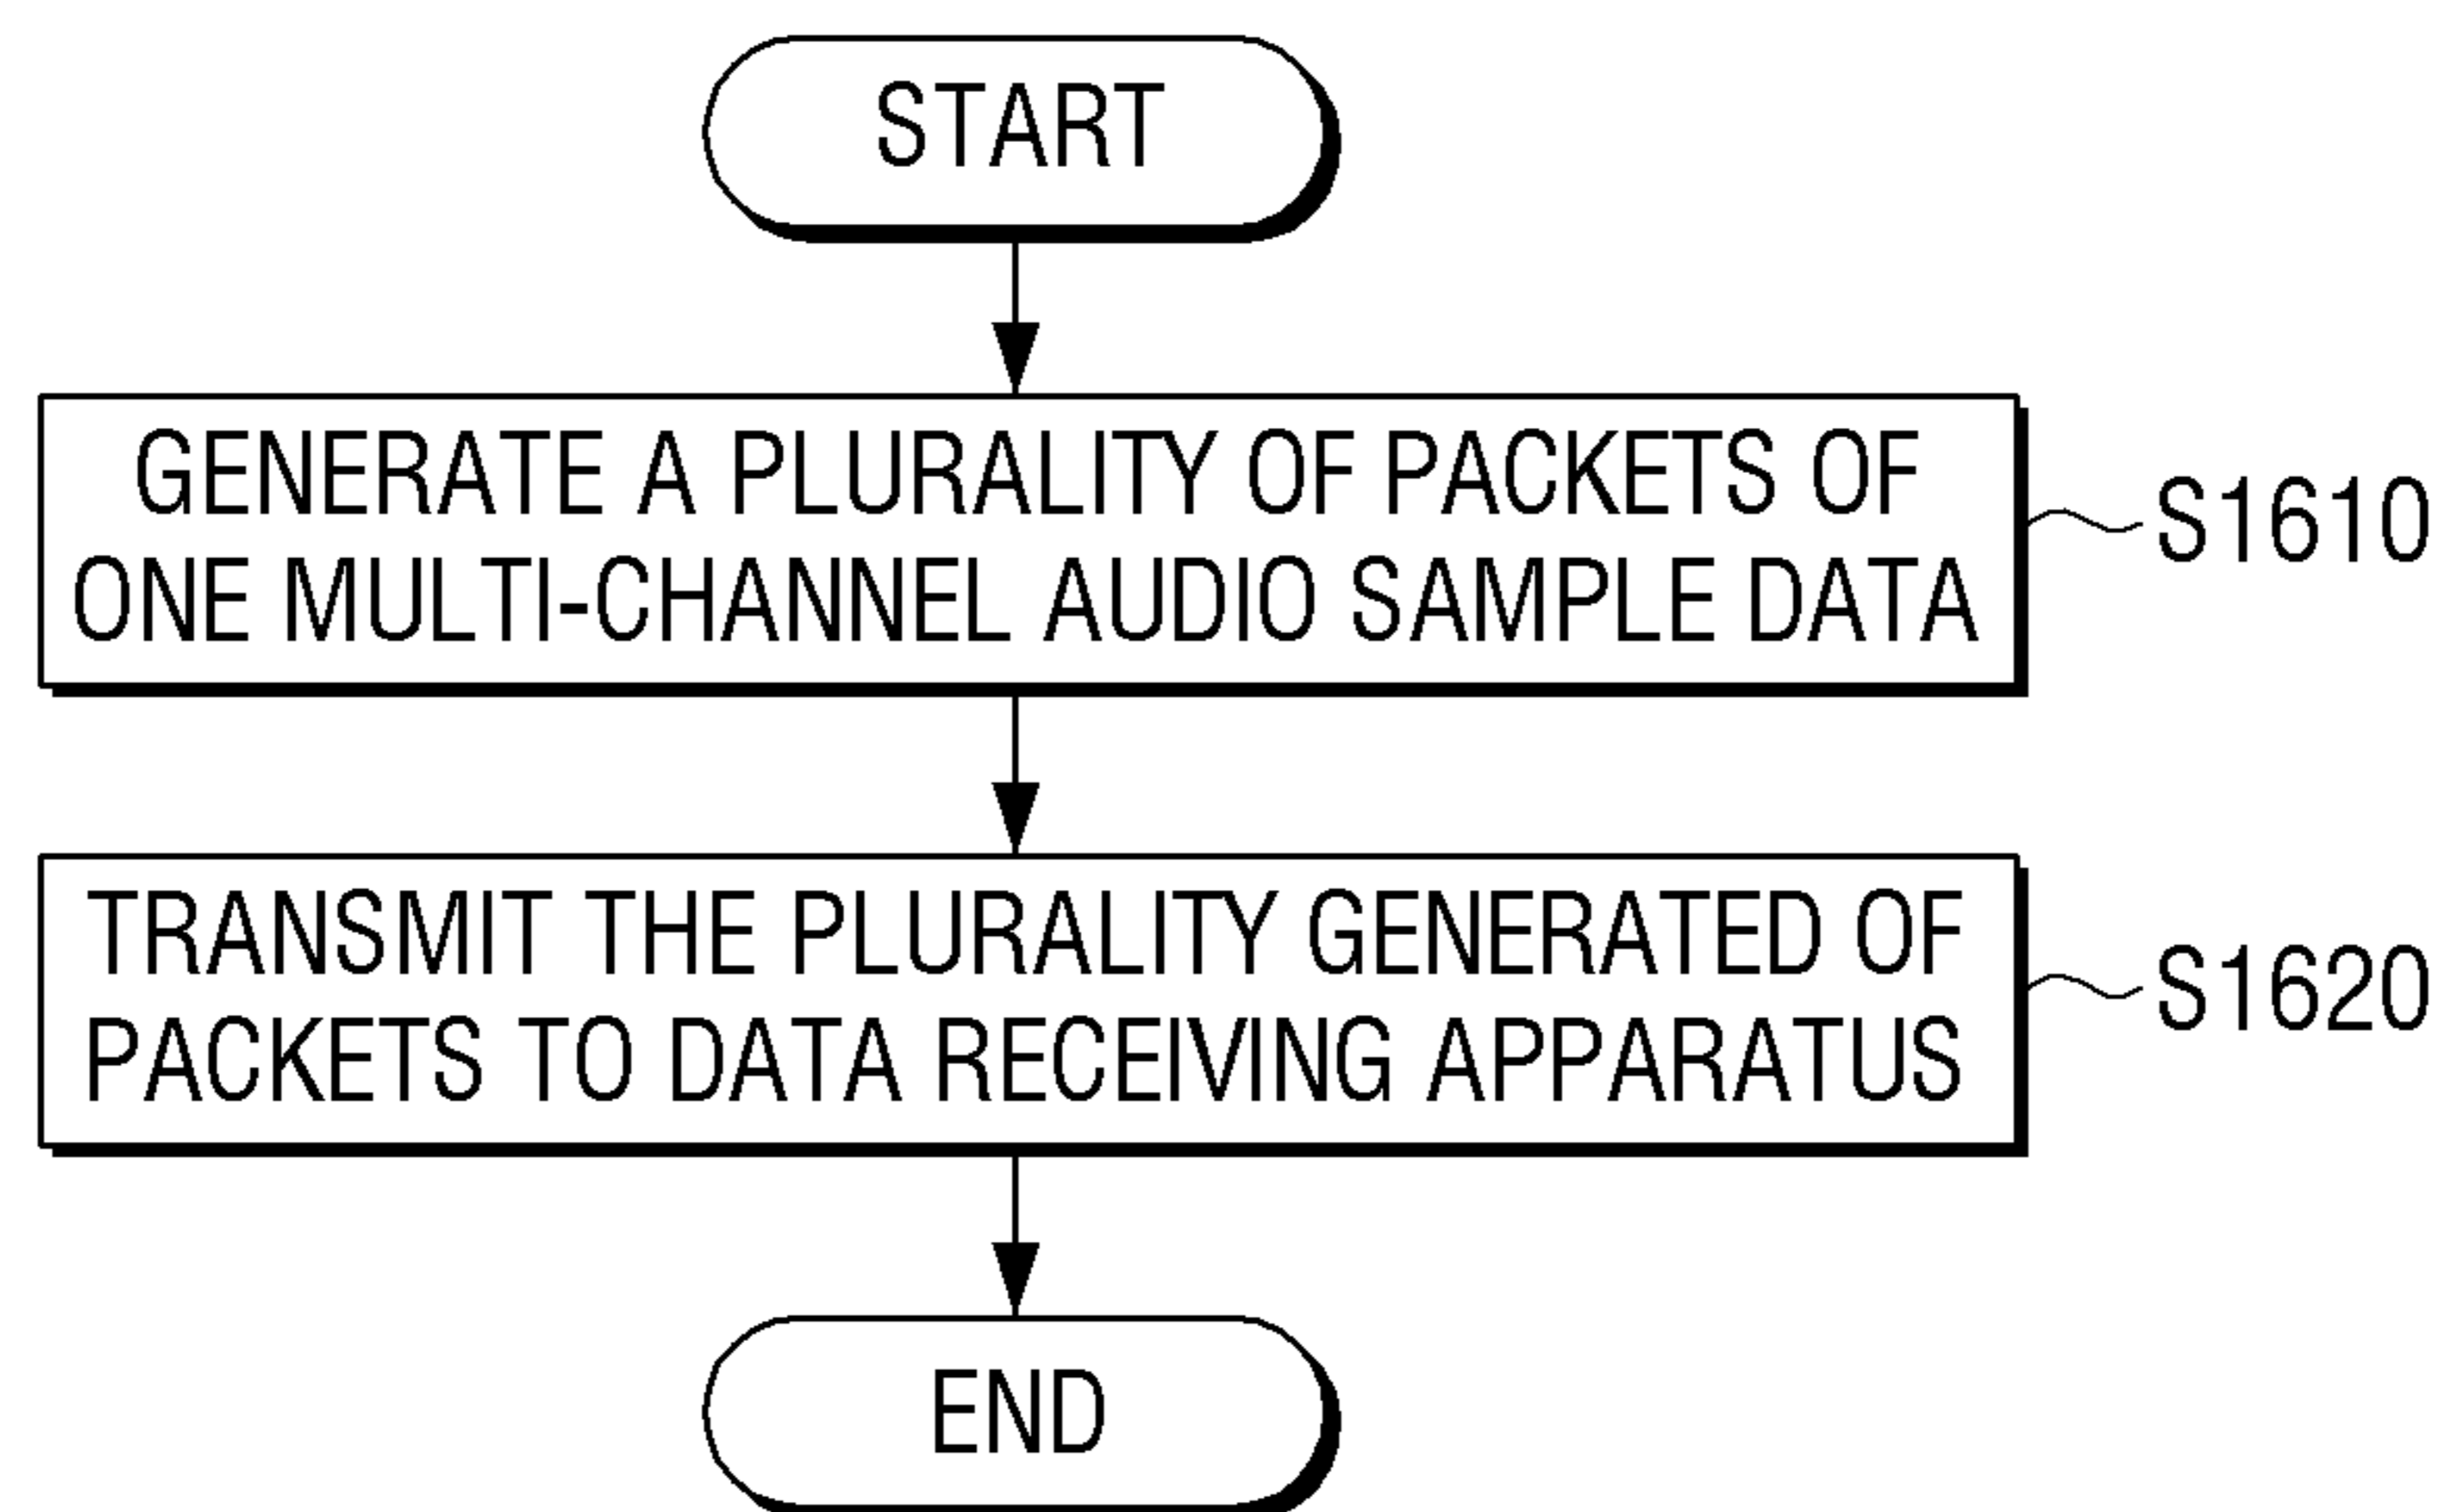 START
GENERATE A PLURALITY OF PACKETS OF
ONE MULTI-CHANNEL AUDIO SAMPLE DATA
S1610
TRANSMIT THE PLURALITY GENERATED OF
PACKETS TO DATA RECEIVING APPARATUS
S1620
END